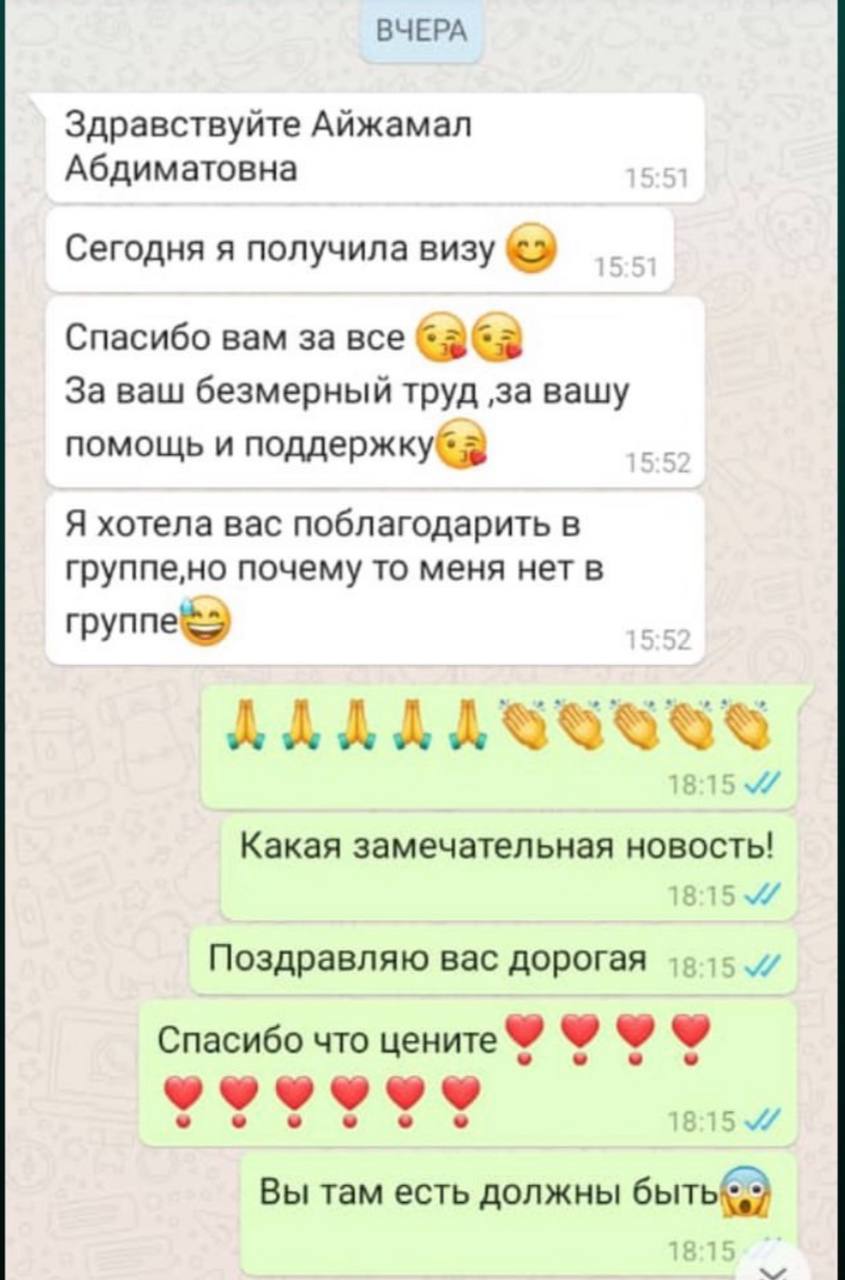 ВЧЕРА
Здравствуйте Айжамал
Абдиматовна
15:51
Сегодня я получила визу 😊 15:51
Спасибо вам за все 😘😘
За ваш безмерный труд ,за вашу
помощь и поддержку😘
15:52
Я хотела вас поблагодарить в
группе,но почему то меня нет в
группе😅
15:52
🙏🙏🙏🙏🙏👏👏👏👏👏
18:15
Какая замечательная новость!
18:15
Поздравляю вас дорогая 18:15
Спасибо что цените❣❣❣❣
❣❣❣❣❣❣
18:15
Вы там есть должны быть😱
18:15